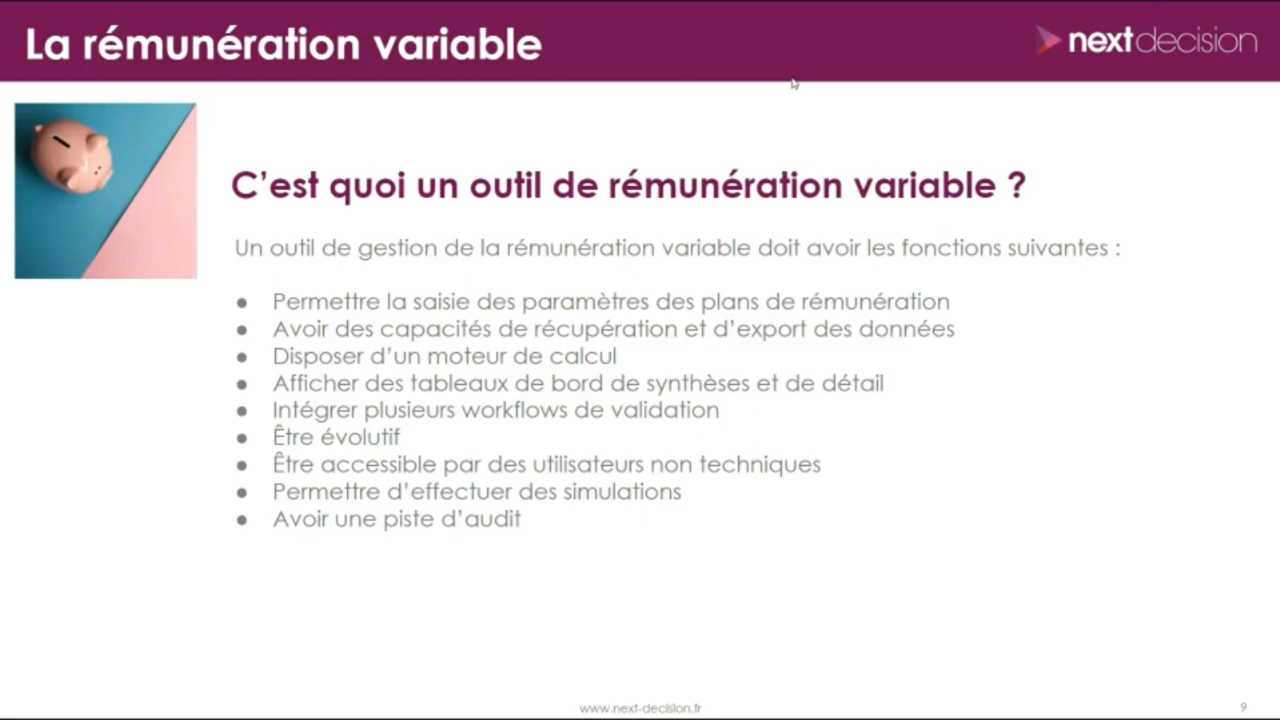 La rémunération variable
nextdecision
C'est quoi un outil de rémunération variable ?
Un outil de gestion de la rémunération variable doit avoir les fonctions suivantes :
● Permettre la saisie des paramètres des plans de rémunération
● Avoir des capacités de récupération et d'export des données
● Disposer d'un moteur de calcul
● Afficher des tableaux de bord de synthèses et de détail
● Intégrer plusieurs workflows de validation
● Être évolutif
● Être accessible par des utilisateurs non techniques
● Permettre d'effectuer des simulations
● Avoir une piste d'audit
www.next-decision.fr
9